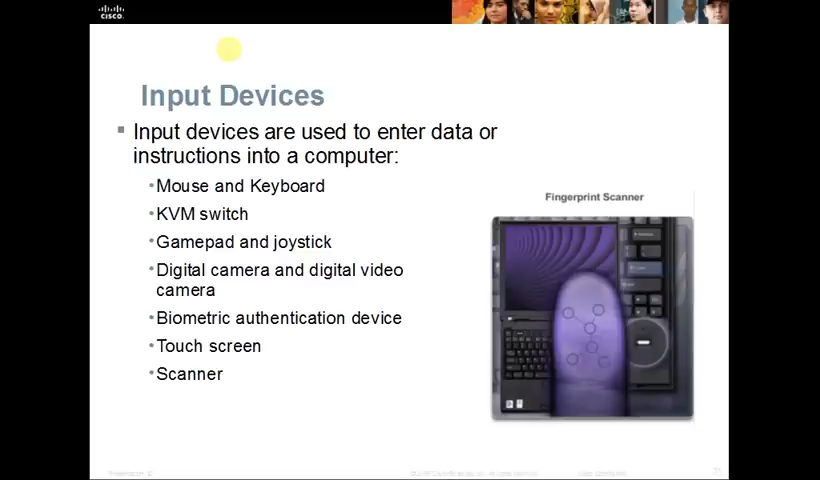 CISCO
Input Devices
Input devices are used to enter data or
instructions into a computer:
Mouse and Keyboard
KVM switch
Gamepad and joystick
Digital camera and digital video
camera
Biometric authentication device
Touch screen
Scanner
Fingerprint Scanner